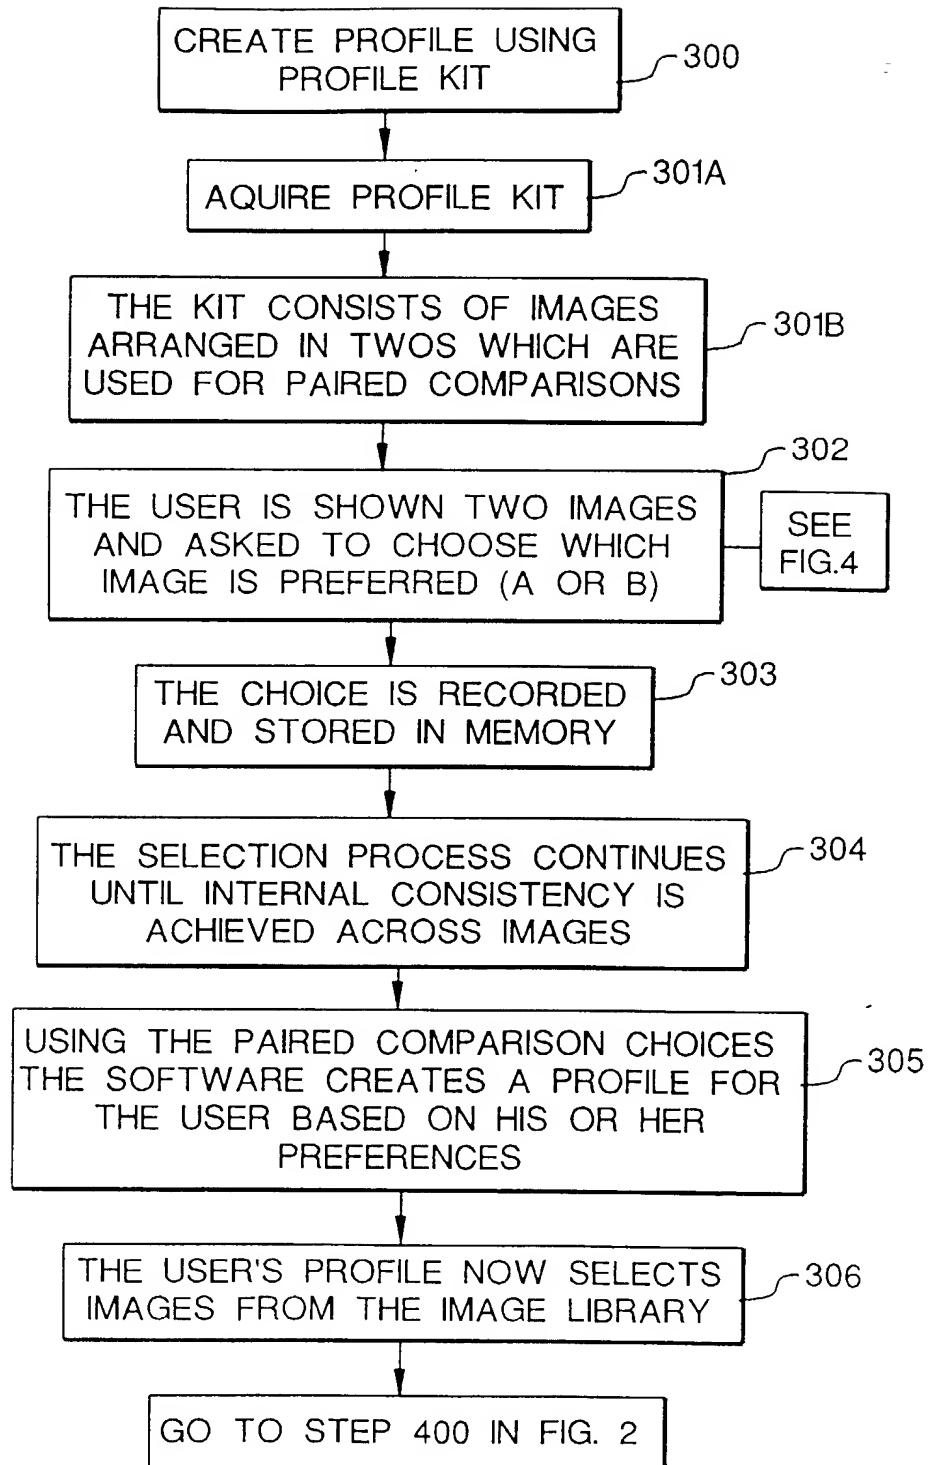 CREATE PROFILE USING
PROFILE KIT
300
AQUIRE PROFILE KIT
301A
THE KIT CONSISTS OF IMAGES
ARRANGED IN TWOS WHICH ARE
USED FOR PAIRED COMPARISONS
301B
THE USER IS SHOWN TWO IMAGES
AND ASKED TO CHOOSE WHICH
IMAGE IS PREFERRED (A OR B)
302
SEE
FIG.4
THE CHOICE IS RECORDED
AND STORED IN MEMORY
303
THE SELECTION PROCESS CONTINUES
UNTIL INTERNAL CONSISTENCY IS
ACHIEVED ACROSS IMAGES
304
USING THE PAIRED COMPARISON CHOICES
THE SOFTWARE CREATES A PROFILE FOR
THE USER BASED ON HIS OR HER
PREFERENCES
305
THE USER'S PROFILE NOW SELECTS
IMAGES FROM THE IMAGE LIBRARY
306
GO TO STEP 400 IN FIG. 2